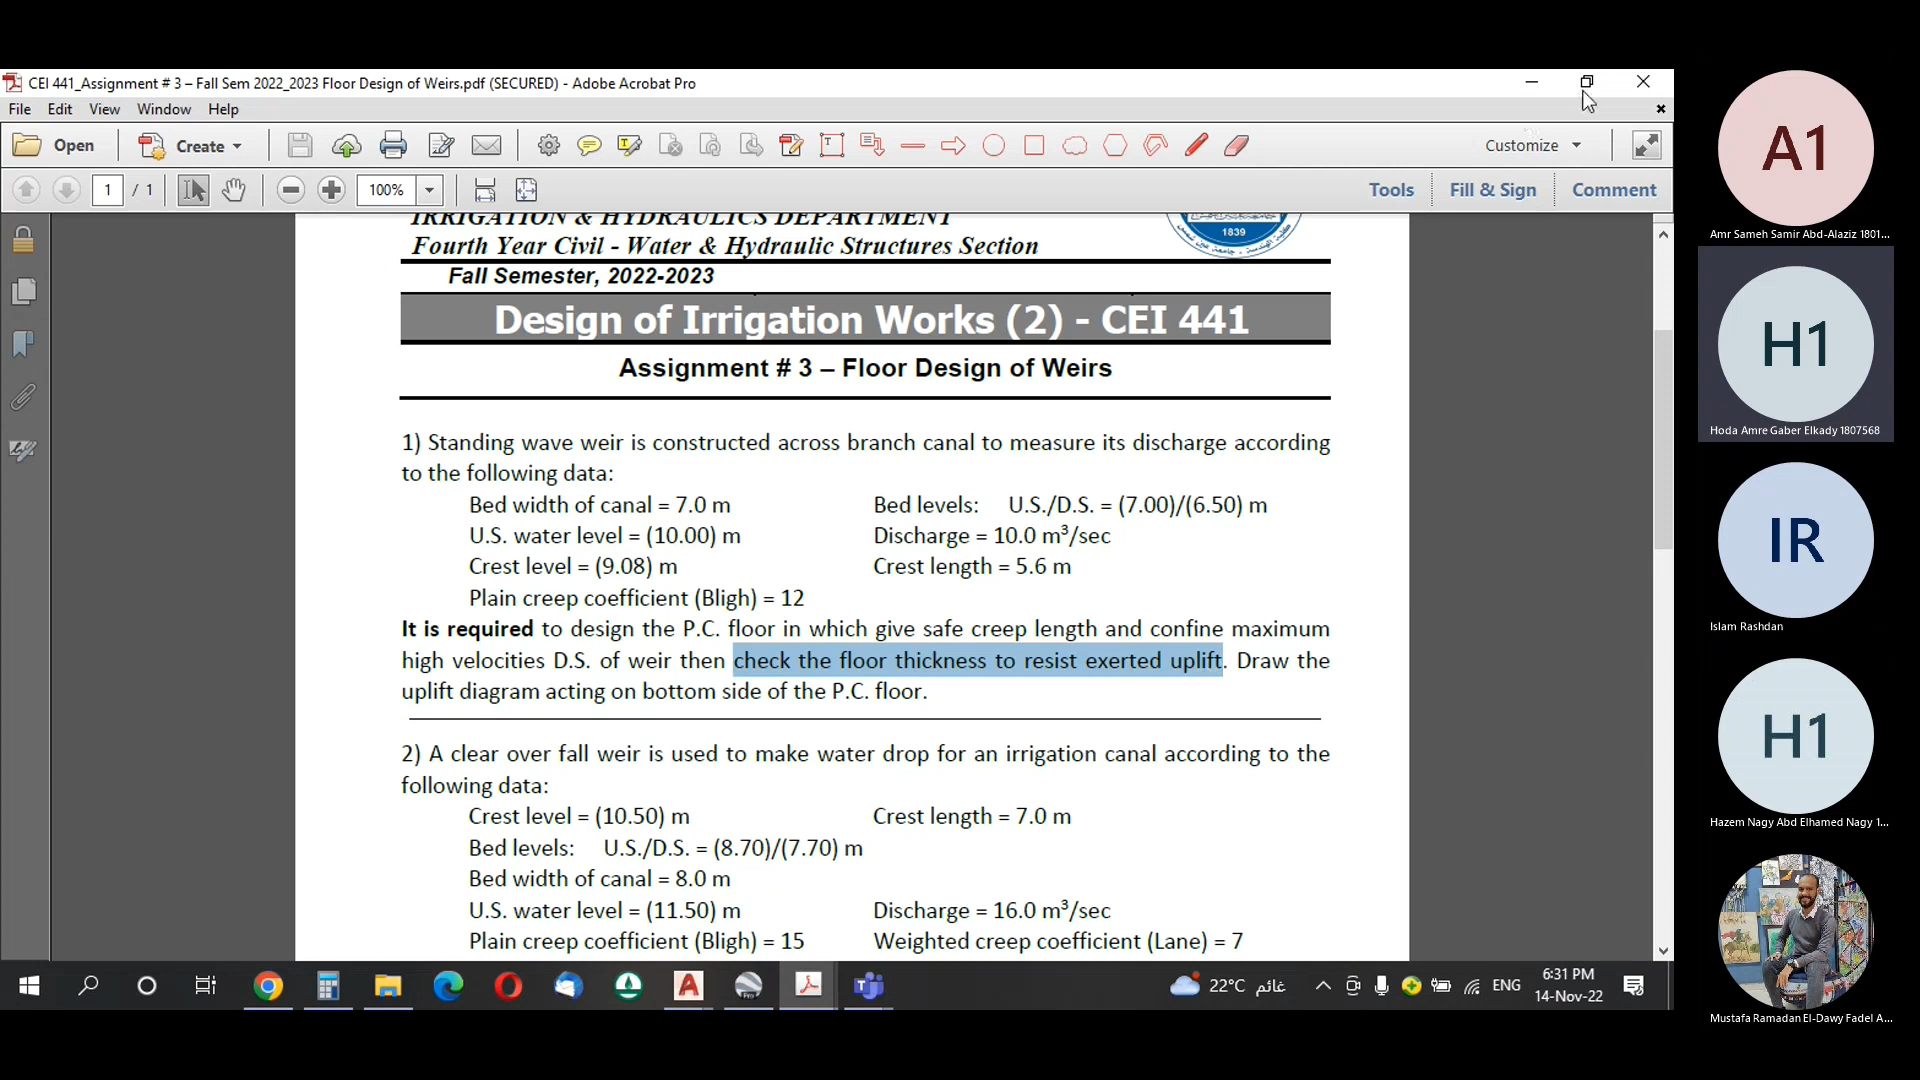 CEI 441_Assignment # 3 – Fall Sem 2022_2023 Floor Design of Weirs.pdf (SECURED) - Adobe Acrobat Pro
File Edit View Window Help
Open Create Customize
1 / 1 100% Tools Fill & Sign Comment
IRRIGATION & HYDRAULICS DEPARTMENT
Fourth Year Civil - Water & Hydraulic Structures Section
1839
Fall Semester, 2022-2023
Design of Irrigation Works (2) - CEI 441
Assignment # 3 – Floor Design of Weirs
1) Standing wave weir is constructed across branch canal to measure its discharge according
to the following data:
Bed width of canal = 7.0 m Bed levels: U.S./D.S. = (7.00)/(6.50) m
U.S. water level = (10.00) m Discharge = 10.0 m³/sec
Crest level = (9.08) m Crest length = 5.6 m
Plain creep coefficient (Bligh) = 12
It is required to design the P.C. floor in which give safe creep length and confine maximum
high velocities D.S. of weir then check the floor thickness to resist exerted uplift. Draw the
uplift diagram acting on bottom side of the P.C. floor.
2) A clear over fall weir is used to make water drop for an irrigation canal according to the
following data:
Crest level = (10.50) m Crest length = 7.0 m
Bed levels: U.S./D.S. = (8.70)/(7.70) m
Bed width of canal = 8.0 m
U.S. water level = (11.50) m Discharge = 16.0 m³/sec
Plain creep coefficient (Bligh) = 15 Weighted creep coefficient (Lane) = 7
22°C غائم ENG 6:31 PM
14-Nov-22
A1
Amr Sameh Samir Abd-Alaziz 1801...
H1
Hoda Amre Gaber Elkady 1807568
IR
Islam Rashdan
H1
Hazem Nagy Abd Elhamed Nagy 1...
Mustafa Ramadan El-Dawy Fadel A...